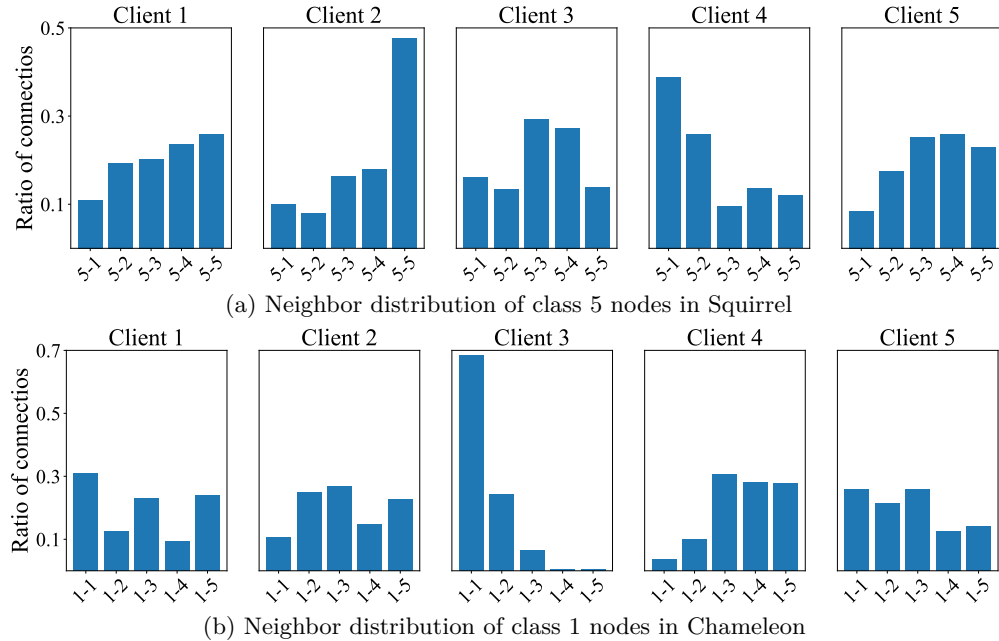 Client 1 Client 2 Client 3 Client 4 Client 5
0.5
0.3
0.1
Ratio of connectios
5-1 5-2 5-3 5-4 5-5 5-1 5-2 5-3 5-4 5-5 5-1 5-2 5-3 5-4 5-5 5-1 5-2 5-3 5-4 5-5 5-1 5-2 5-3 5-4 5-5
(a) Neighbor distribution of class 5 nodes in Squirrel
Client 1 Client 2 Client 3 Client 4 Client 5
0.7
0.5
0.3
0.1
Ratio of connectios
1-1 1-2 1-3 1-4 1-5 1-1 1-2 1-3 1-4 1-5 1-1 1-2 1-3 1-4 1-5 1-1 1-2 1-3 1-4 1-5 1-1 1-2 1-3 1-4 1-5
(b) Neighbor distribution of class 1 nodes in Chameleon